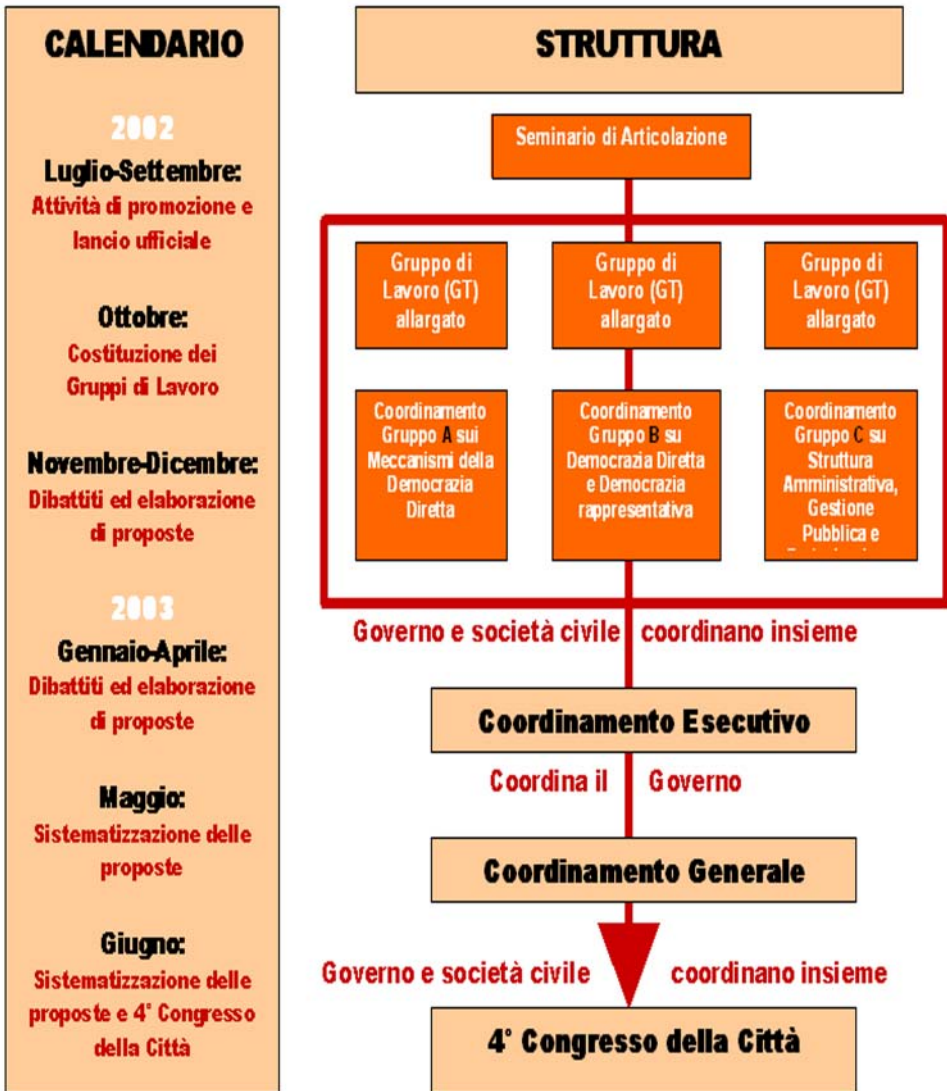 CALENDARIO
2002
Luglio-Settembre:
Attività di promozione e
lancio ufficiale
Ottobre:
Costituzione dei
Gruppi di Lavoro
Novembre-Dicembre:
Dibattiti ed elaborazione
di proposte
2003
Gennaio-Aprile:
Dibattiti ed elaborazione
di proposte
Maggio:
Sistematizzazione delle
proposte
Giugno:
Sistematizzazione delle
proposte e 4° Congresso
della Città
STRUTTURA
Seminario di Articolazione
Gruppo di
Lavoro (GT)
allargato
Gruppo di
Lavoro (GT)
allargato
Gruppo di
Lavoro (GT)
allargato
Coordinamento
Gruppo A sui
Meccanismi della
Democrazia
Diretta
Coordinamento
Gruppo B su
Democrazia Diretta
e Democrazia
rappresentativa
Coordinamento
Gruppo C su
Struttura
Amministrativa,
Gestione
Pubblica e
Governo e società civile coordinano insieme
Coordinamento Esecutivo
Coordina il Governo
Coordinamento Generale
Governo e società civile coordinano insieme
4° Congresso della Città